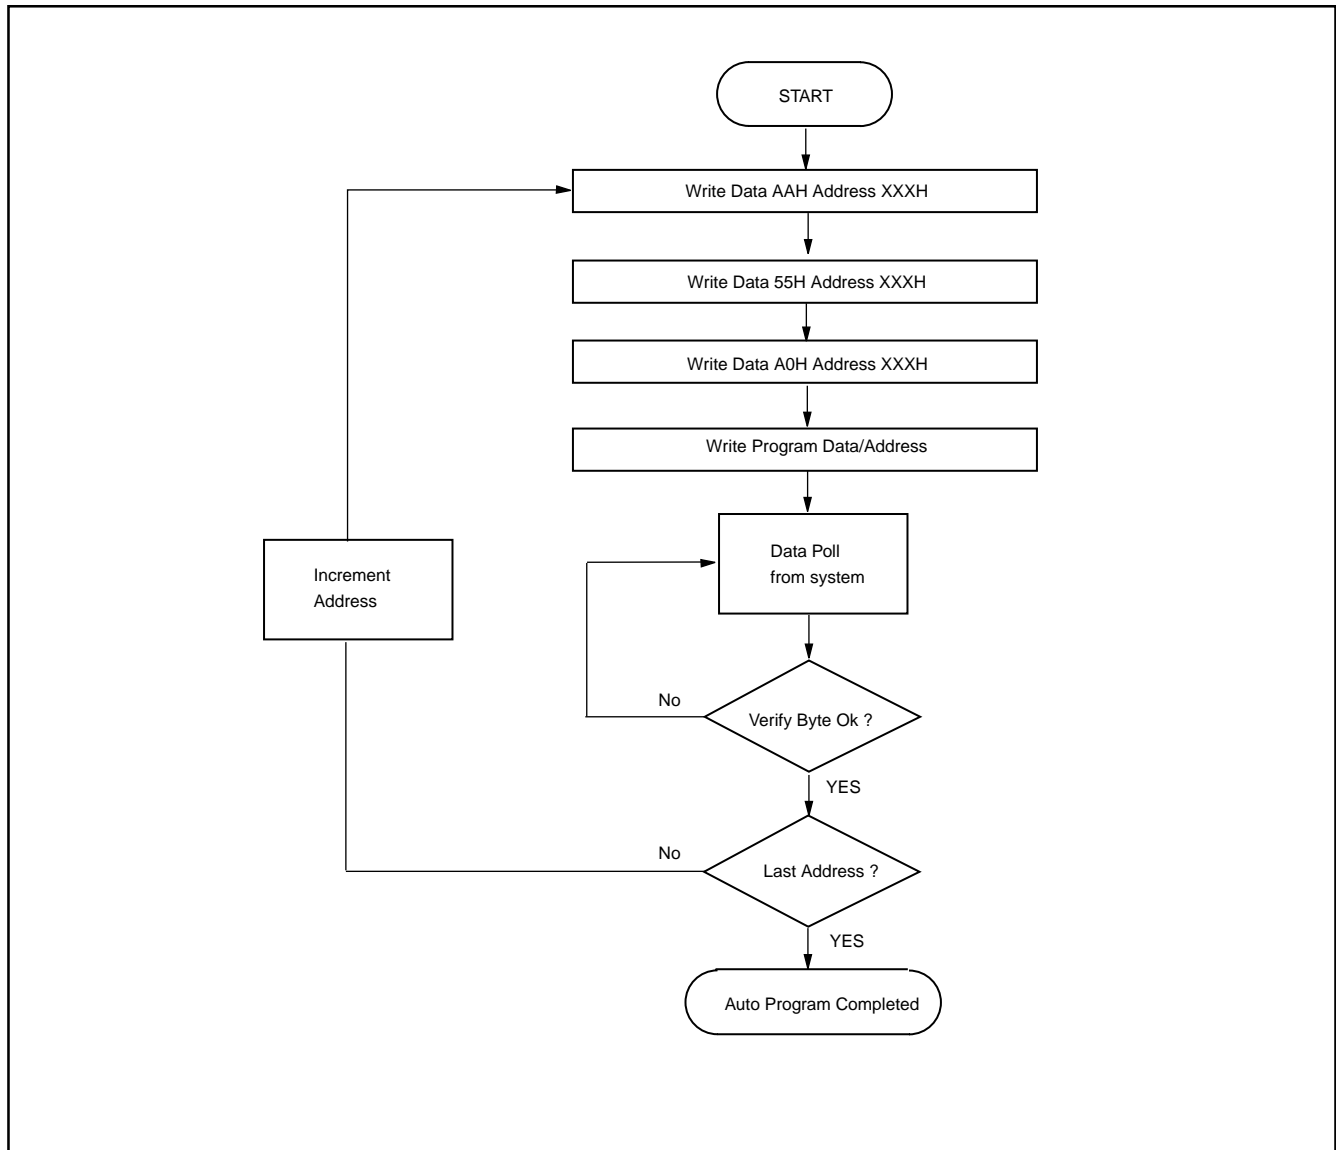 START
Write Data AAH Address XXXH
Write Data 55H Address XXXH
Write Data A0H Address XXXH
Write Program Data/Address
Data Poll
from system
Increment
Address
No
Verify Byte Ok ?
YES
No
Last Address ?
YES
Auto Program Completed